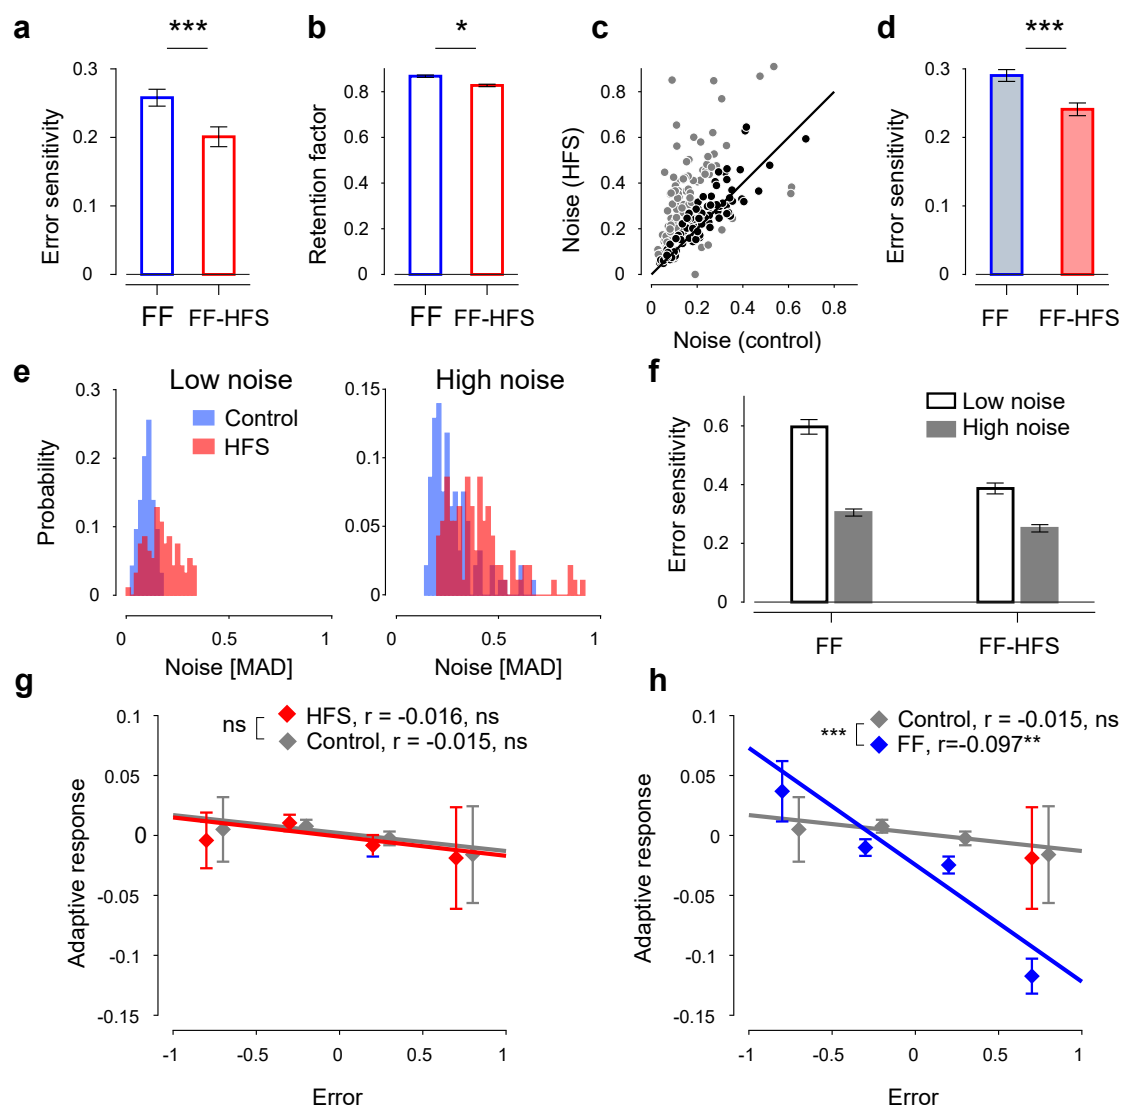 a
***
Error sensitivity
0.3
0.2
0.1
0
FF
FF-HFS
b
*
Retention factor
0.8
0.6
0.4
0.2
0
FF
FF-HFS
c
Noise (HFS)
0.8
0.6
0.4
0.2
0
0
0.2
0.4
0.6
0.8
Noise (control)
d
***
Error sensitivity
0.3
0.2
0.1
0
FF
FF-HFS
e
Low noise
Control
HFS
Probability
0.3
0.2
0.1
0
0
0.5
1
Noise [MAD]
High noise
0.15
0.1
0.05
0
0
0.5
1
Noise [MAD]
f
Low noise
High noise
Error sensitivity
0.6
0.4
0.2
0
FF
FF-HFS
g
ns
HFS, r = -0.016, ns
Control, r = -0.015, ns
Adaptive response
0.1
0.05
0
-0.05
-0.1
-0.15
-1
-0.5
0
0.5
1
Error
h
***
Control, r = -0.015, ns
FF, r=-0.097**
Adaptive response
0.1
0.05
0
-0.05
-0.1
-0.15
-1
-0.5
0
0.5
1
Error